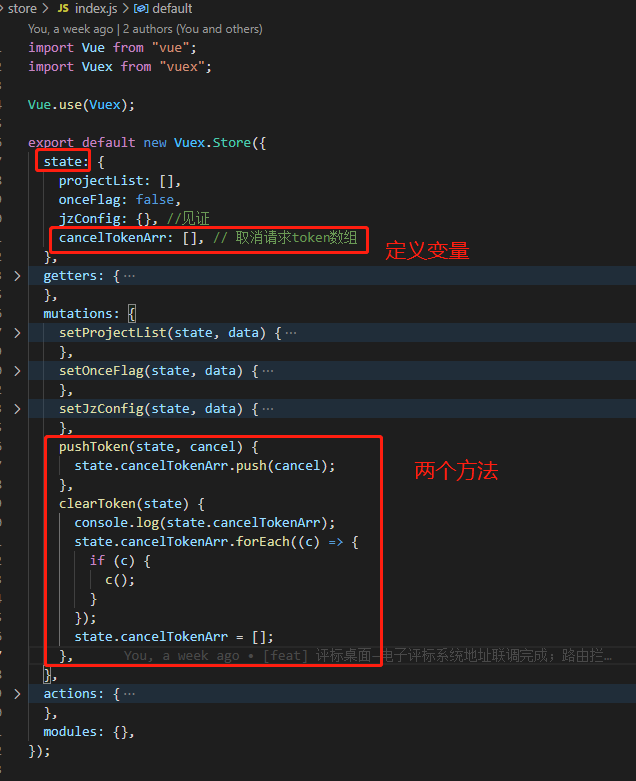 store > JS index.js > default
You, a week ago | 2 authors (You and others)
import Vue from "vue";
import Vuex from "vuex";
Vue.use(Vuex);
export default new Vuex.Store({
state: {
projectList: [],
onceFlag: false,
jzConfig: {}, //见证
cancelTokenArr: [], // 取消请求token数组
定义变量
},
getters: {···
},
mutations: {
setProjectList(state, data) {···
},
setOnceFlag(state, data) {···
},
setJzConfig(state, data) {···
},
pushToken(state, cancel) {
两个方法
state.cancelTokenArr.push(cancel);
},
clearToken(state) {
console.log(state.cancelTokenArr);
state.cancelTokenArr.forEach((c) => {
if (c) {
c();
}
});
state.cancelTokenArr = [];
}, You, a week ago • [feat] 评标桌面-电子评标系统地址联调完成；路由拦…
},
actions: {···
},
modules: {},
});